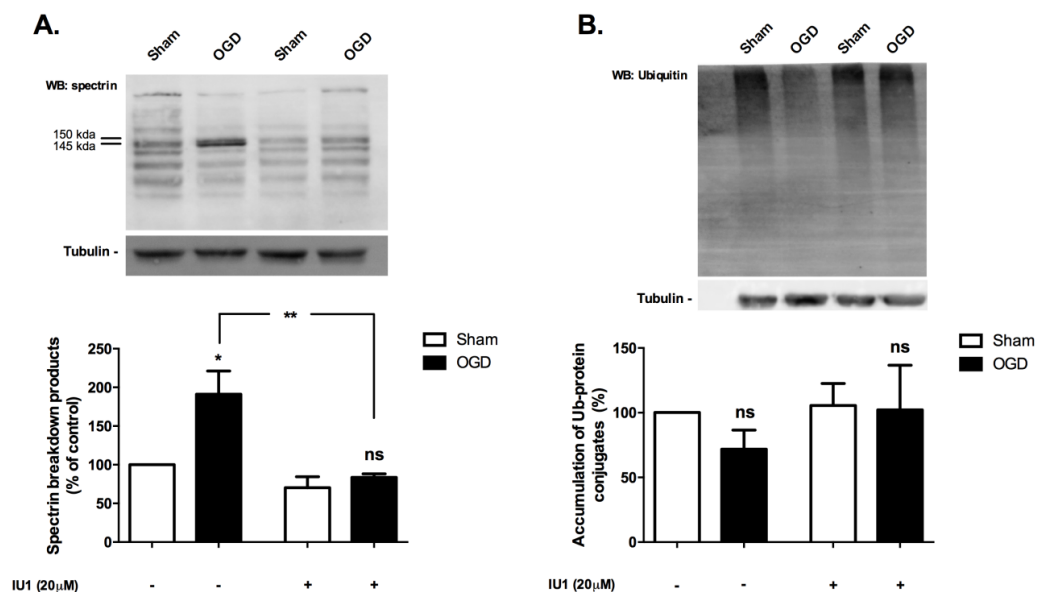 A.
Sham OGD Sham OGD
WB: spectrin
150 kda
145 kda
Tubulin -
**
Sham
OGD
Spectrin breakdown products
(% of control)
250
200
150
100
50
0
*
ns
- - + +
IU1 (20μM)
B.
Sham OGD Sham OGD
WB: Ubiquitin
Tubulin -
Sham
OGD
Accumulation of Ub-protein
conjugates (%)
150
100
50
0
ns
ns
- - + +
IU1 (20μM)